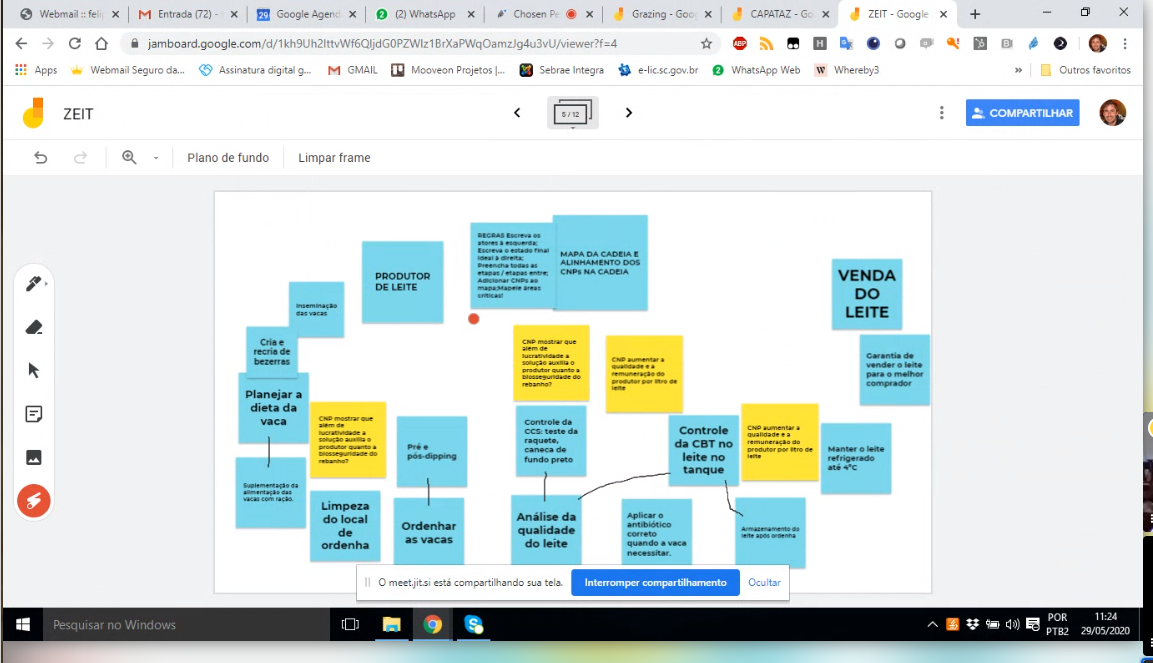 Webmail :: feli
Entrada (72) -
Google Agend
(2) WhatsApp
Chosen Pe
Grazing - Goo
CAPATAZ - Go
ZEIT - Google
jamboard.google.com/d/1kh9Uh2IttvWf6QIjdG0PZWIz1BrXaPWqOamzJg4u3vU/viewer?f=4
Apps
Webmail Seguro da...
Assinatura digital g...
GMAIL
Mooveon Projetos |...
Sebrae Integra
e-lic.sc.gov.br
WhatsApp Web
Whereby3
»
Outros favoritos
ZEIT
5 / 12
COMPARTILHAR
Plano de fundo
Limpar frame
REGRAS Escreva os
atores à esquerda;
Escreva o estado final
ideal à direita;
Preencha todas as
etapas / etapas entre;
Adicionar CNPs ao
mapa;Mapele áreas
críticas!
MAPA DA CADEIA E
ALINHAMENTO DOS
CNPs NA CADEIA
PRODUTOR
DE LEITE
VENDA
DO
LEITE
Inseminação
das vacas
Cria e
recria de
bezerras
CNP mostrar que
além de
lucratividade a
solução auxilia o
produtor quanto a
biosseguridade do
rebanho?
CNP aumentar a
qualidade e a
remuneração do
produtor por litro de
leite
Garantia de
vender o leite
para o melhor
comprador
Planejar a
dieta da
vaca
CNP mostrar que
além de
lucratividade a
solução auxilia o
produtor quanto a
biosseguridade do
rebanho?
Pré e
pós-dipping
Controle da
CCS: teste da
raquete,
caneca de
fundo preto
Controle
da CBT no
leite no
tanque
CNP aumentar a
qualidade e a
remuneração do
produtor por litro de
leite
Manter o leite
refrigerado
até 4°C
Suplementação da
alimentação das
vacas com ração.
Limpeza
do local
de
ordenha
Ordenhar
as vacas
Análise da
qualidade
do leite
Aplicar o
antibiótico
correto
quando a vaca
necessitar.
Armazenamento do
leite após ordenha
O meet.jit.si está compartilhando sua tela.
Interromper compartilhamento
Ocultar
Pesquisar no Windows
POR
PTB2
11:24
29/05/2020